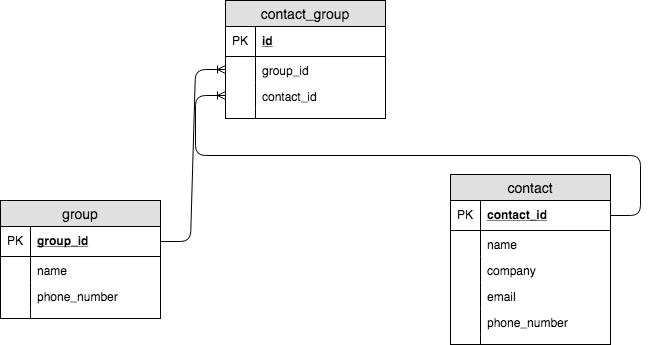 contact_group
PK id
group_id
contact_id
group
PK group_id
name
phone_number
contact
PK contact_id
name
company
email
phone_number